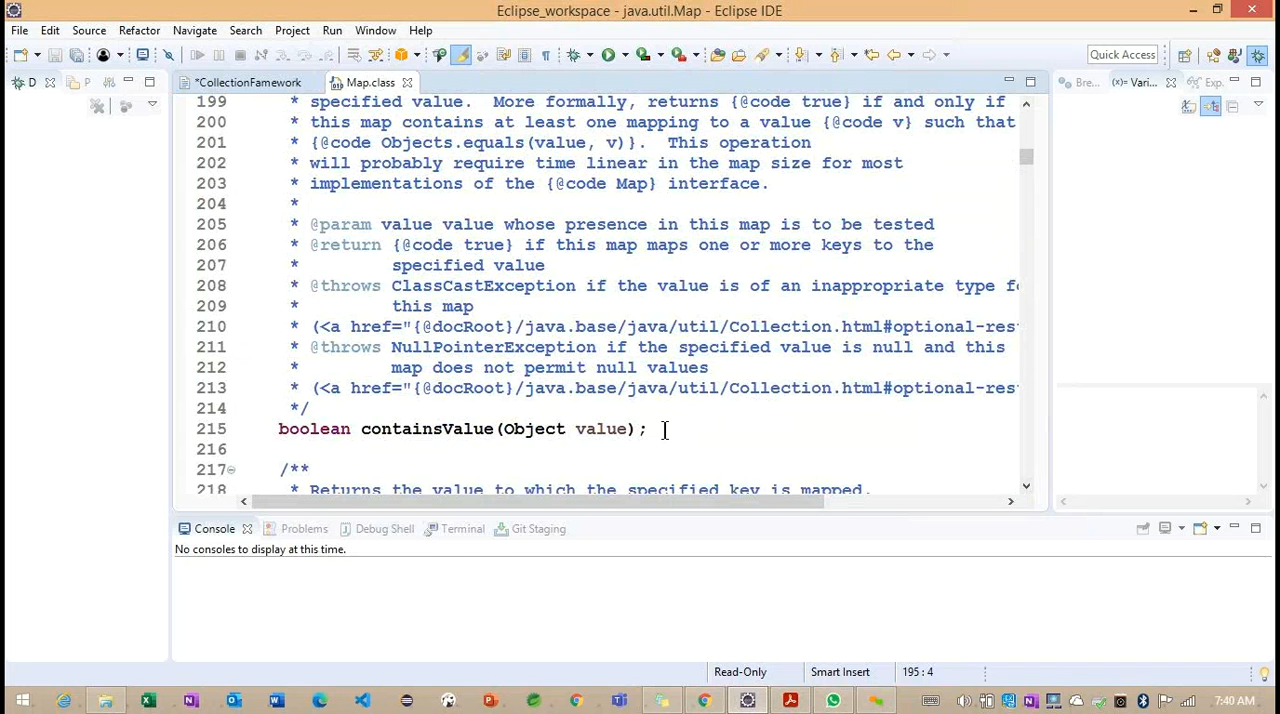 Eclipse_workspace - java.util.Map - Eclipse IDE
File Edit Source Refactor Navigate Search Project Run Window Help
Quick Access
D P *CollectionFamework Map.class Bre... (x)= Vari... Exp.
199 * specified value. More formally, returns {@code true} if and only if
200 * this map contains at least one mapping to a value {@code v} such that
201 * {@code Objects.equals(value, v)}. This operation
202 * will probably require time linear in the map size for most
203 * implementations of the {@code Map} interface.
204 *
205 * @param value value whose presence in this map is to be tested
206 * @return {@code true} if this map maps one or more keys to the
207 * specified value
208 * @throws ClassCastException if the value is of an inappropriate type fo
209 * this map
210 * (<a href="{@docRoot}/java.base/java/util/Collection.html#optional-res
211 * @throws NullPointerException if the specified value is null and this
212 * map does not permit null values
213 * (<a href="{@docRoot}/java.base/java/util/Collection.html#optional-res
214 */
215 boolean containsValue(Object value);
216
217 /**
218 * Returns the value to which the specified key is mapped,
Console Problems Debug Shell Terminal Git Staging
No consoles to display at this time.
Read-Only Smart Insert 195 : 4
7:40 AM